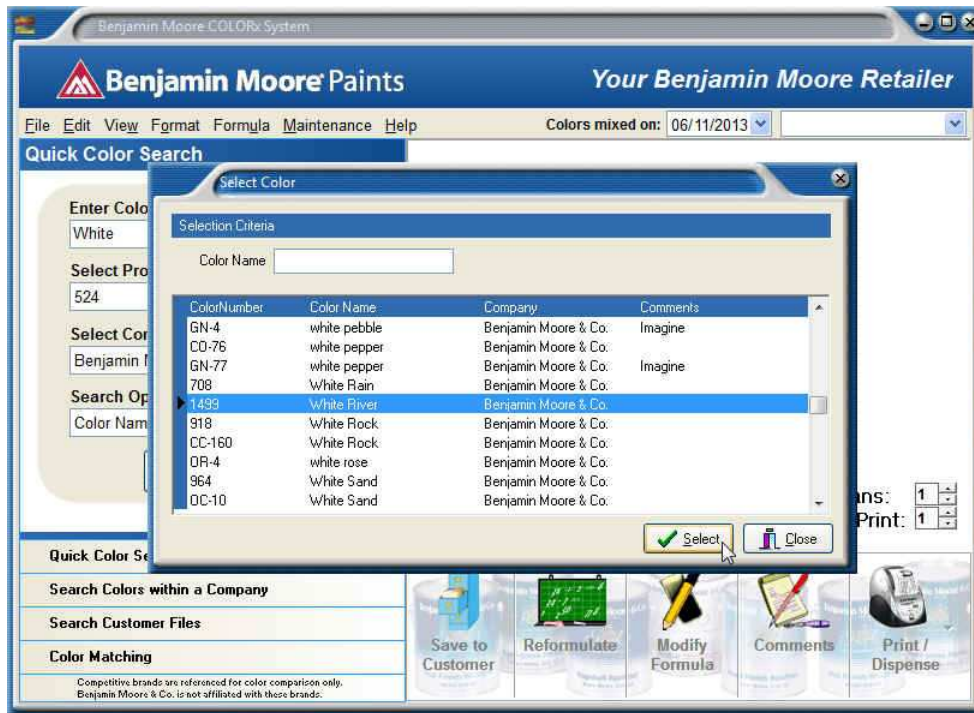 Benjamin Moore COLORx System
Benjamin Moore Paints
Your Benjamin Moore Retailer
File Edit View Format Formula Maintenance Help Colors mixed on: 06/11/2013
Quick Color Search
Select Color
Enter Colo
White
Selection Criteria
Color Name
Select Pro
524
ColorNumber Color Name Company Comments
GN-4 white pebble Benjamin Moore & Co. Imagine
CO-76 white pepper Benjamin Moore & Co.
GN-77 white pepper Benjamin Moore & Co. Imagine
708 White Rain Benjamin Moore & Co.
1499 White River Benjamin Moore & Co.
918 White Rock Benjamin Moore & Co.
CC-160 White Rock Benjamin Moore & Co.
OR-4 white rose Benjamin Moore & Co.
964 White Sand Benjamin Moore & Co.
OC-10 White Sand Benjamin Moore & Co.
Select Cor
Benjamin
Search Op
Color Nam
ans: 1
Print: 1
Select Close
Quick Color Se
Search Colors within a Company
Search Customer Files
Color Matching
Competitive brands are referenced for color comparison only.
Benjamin Moore & Co. is not affiliated with these brands.
Save to Customer
Reformulate
Modify Formula
Comments
Print / Dispense